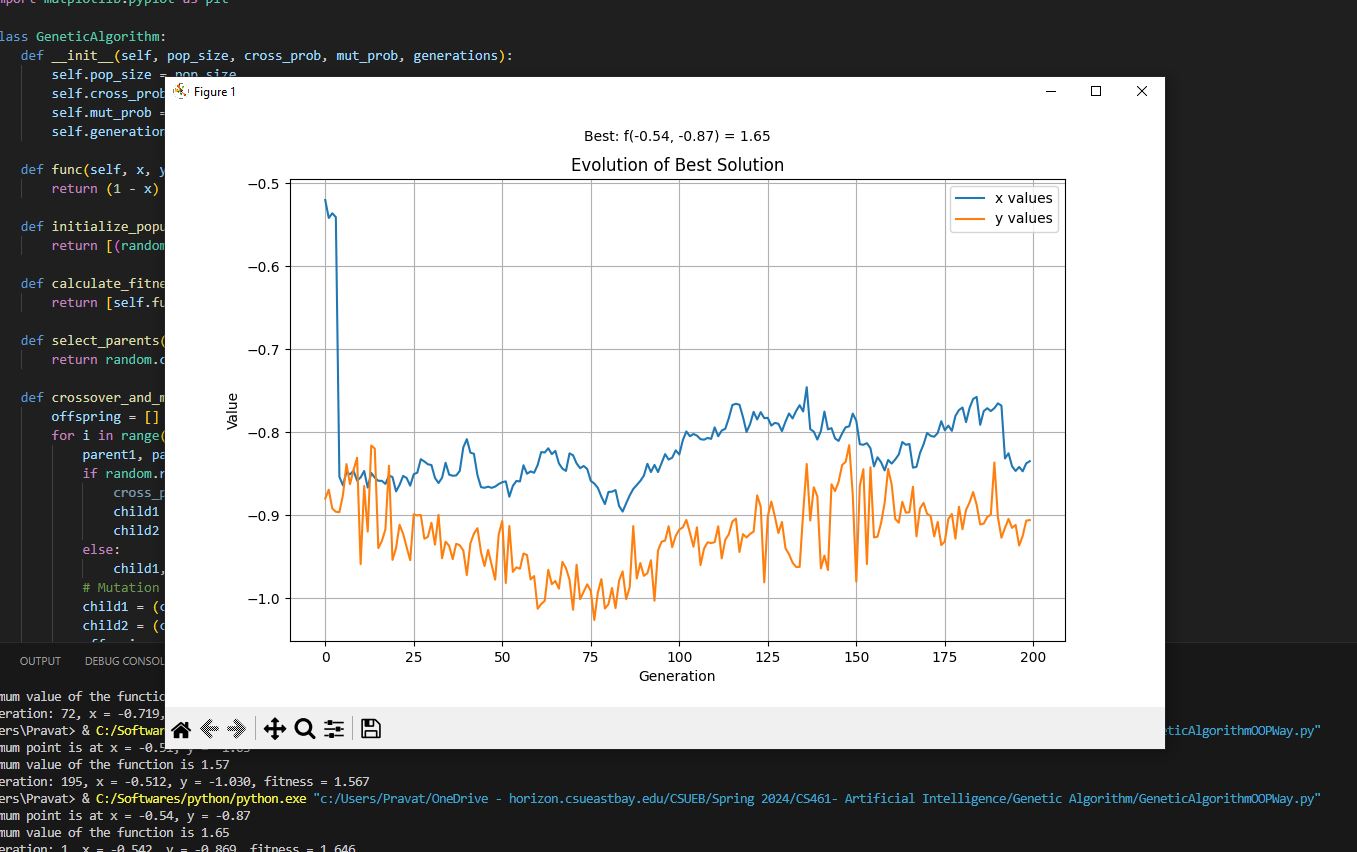 import matplotlib.pyplot as plt
lass GeneticAlgorithm:
def __init__(self, pop_size, cross_prob, mut_prob, generations):
self.pop_size = pop_size
self.cross_prob
self.mut_prob =
self.generation
def func(self, x, y
return (1 - x)
def initialize_popu
return [(random
def calculate_fitne
return [self.fu
def select_parents(
return random.c
def crossover_and_m
offspring = []
for i in range(
parent1, pa
if random.r
cross_p
child1
child2
else:
child1,
# Mutation
child1 = (c
child2 = (c
Figure 1
Best: f(-0.54, -0.87) = 1.65
Evolution of Best Solution
x values
y values
−0.5
−0.6
−0.7
−0.8
−0.9
−1.0
Value
0 25 50 75 100 125 150 175 200
Generation
OUTPUT DEBUG CONSOL
mum value of the functio
eration: 72, x = -0.719,
ers\Pravat> & C:/Softwar
eticAlgorithmOOPWay.py"
mum point is at x = -0.51, y = -1.03
mum value of the function is 1.57
eration: 195, x = -0.512, y = -1.030, fitness = 1.567
ers\Pravat> & C:/Softwares/python/python.exe "c:/Users/Pravat/OneDrive - horizon.csueastbay.edu/CSUEB/Spring 2024/CS461- Artificial Intelligence/Genetic Algorithm/GeneticAlgorithmOOPWay.py"
mum point is at x = -0.54, y = -0.87
mum value of the function is 1.65
eration: 1, x = -0.542, y = -0.869, fitness = 1.646